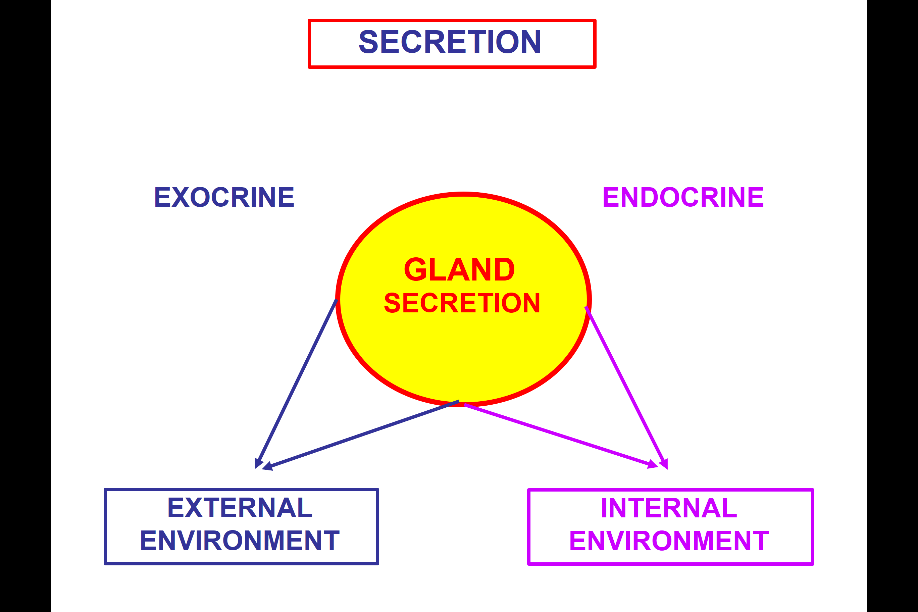 SECRETION
EXOCRINE
ENDOCRINE
GLAND
SECRETION
EXTERNAL
ENVIRONMENT
INTERNAL
ENVIRONMENT